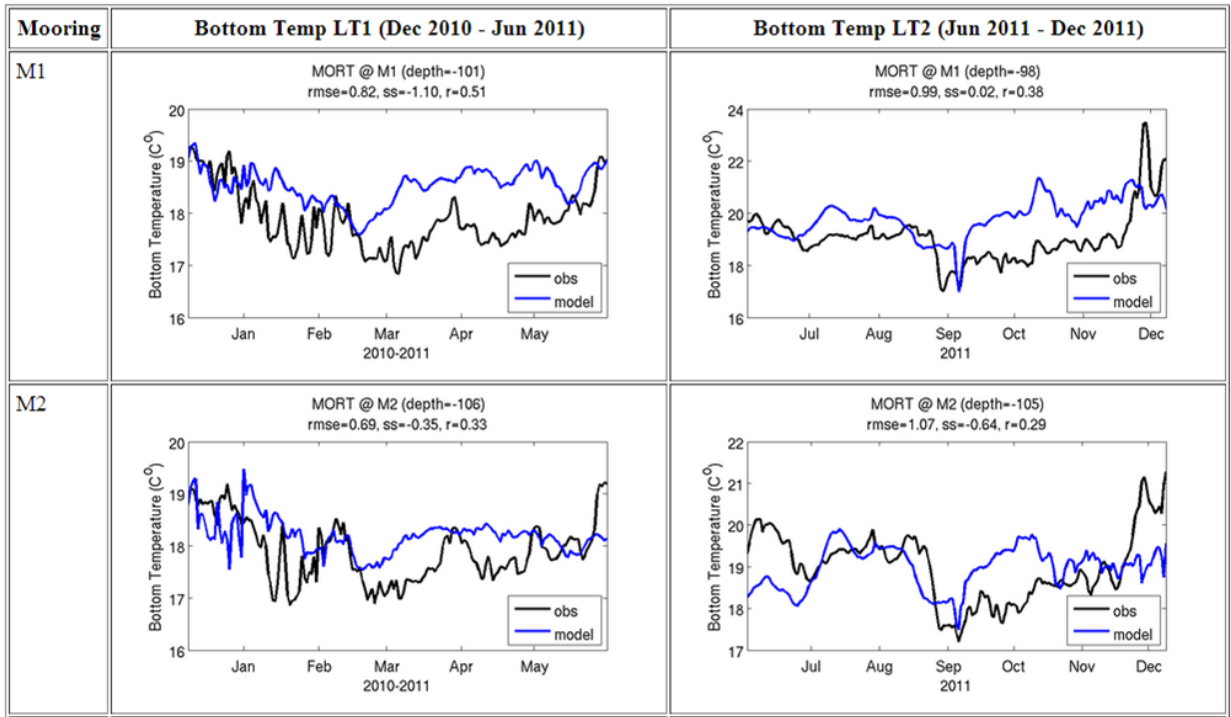 Mooring Bottom Temp LT1 (Dec 2010 - Jun 2011) Bottom Temp LT2 (Jun 2011 - Dec 2011)
M1
MORT @ M1 (depth=-101)
rmse=0.82, ss=-1.10, r=0.51
20
19
18
17
16
Bottom Temperature (C°)
obs
model
Jan Feb Mar Apr May
2010-2011
MORT @ M1 (depth=-98)
rmse=0.99, ss=0.02, r=0.38
24
22
20
18
16
Bottom Temperature (C°)
obs
model
Jul Aug Sep Oct Nov Dec
2011
M2
MORT @ M2 (depth=-106)
rmse=0.69, ss=-0.35, r=0.33
20
19
18
17
16
Bottom Temperature (C°)
obs
model
Jan Feb Mar Apr May
2010-2011
MORT @ M2 (depth=-105)
rmse=1.07, ss=-0.64, r=0.29
22
21
20
19
18
17
Bottom Temperature (C°)
obs
model
Jul Aug Sep Oct Nov Dec
2011